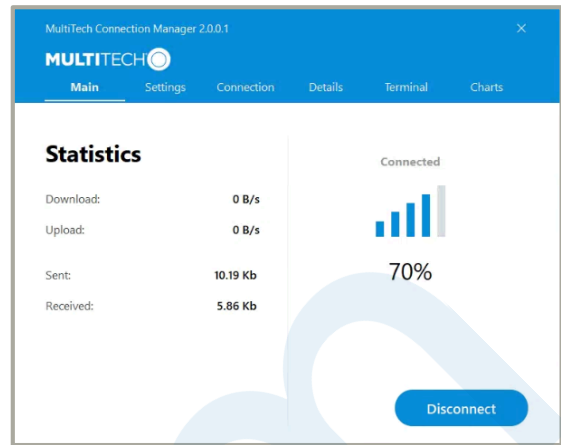 MultiTech Connection Manager 2.0.0.1
MULTITECH
Main Settings Connection Details Terminal Charts
Statistics
Download: 0 B/s
Upload: 0 B/s
Sent: 10.19 Kb
Received: 5.86 Kb
Connected
70%
Disconnect